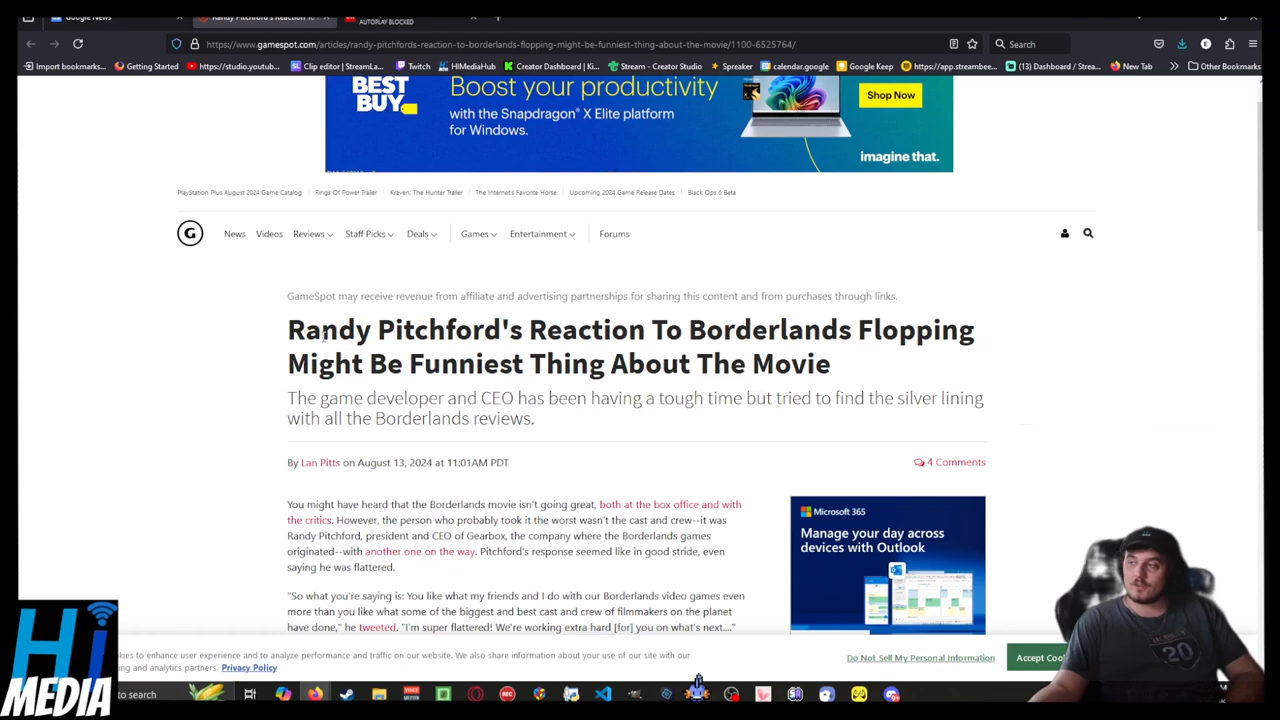 Google News
Randy Pitchford's Reaction To B
AUTOPLAY BLOCKED
https://www.gamespot.com/articles/randy-pitchfords-reaction-to-borderlands-flopping-might-be-funniest-thing-about-the-movie/1100-6525764/
Search
Import bookmarks... Getting Started https://studio.youtub... Clip editor | StreamLa... Twitch HIMediaHub Creator Dashboard | Ki... Stream - Creator Studio Spreaker calendar.google Google Keep https://app.streambee... (13) Dashboard / Strea... New Tab Other Bookmarks
BEST BUY
Boost your productivity
with the Snapdragon® X Elite platform
for Windows.
Shop Now
imagine that.
PlayStation Plus August 2024 Game Catalog Rings Of Power Trailer Kraven: The Hunter Trailer The Internet's Favorite Horse Upcoming 2024 Game Release Dates Black Ops 6 Beta
G News Videos Reviews Staff Picks Deals Games Entertainment Forums
GameSpot may receive revenue from affiliate and advertising partnerships for sharing this content and from purchases through links.
Randy Pitchford's Reaction To Borderlands Flopping
Might Be Funniest Thing About The Movie
The game developer and CEO has been having a tough time but tried to find the silver lining
with all the Borderlands reviews.
By Lan Pitts on August 13, 2024 at 11:01AM PDT
4 Comments
You might have heard that the Borderlands movie isn't going great, both at the box office and with
the critics. However, the person who probably took it the worst wasn't the cast and crew--it was
Randy Pitchford, president and CEO of Gearbox, the company where the Borderlands games
originated--with another one on the way. Pitchford's response seemed like in good stride, even
saying he was flattered.
"So what you're saying is: You like what my friends and I do with our Borderlands video games even
more than you like what some of the biggest and best cast and crew of filmmakers on the planet
have done," he tweeted. "I'm super flattered! We're working extra hard [for] you on what's next...."
Microsoft 365
Manage your day across
devices with Outlook
kies to enhance user experience and to analyze performance and traffic on our website. We also share information about your use of our site with our
ng and analytics partners. Privacy Policy
Do Not Sell My Personal Information
Accept Coo
to search
Hi
MEDIA
20